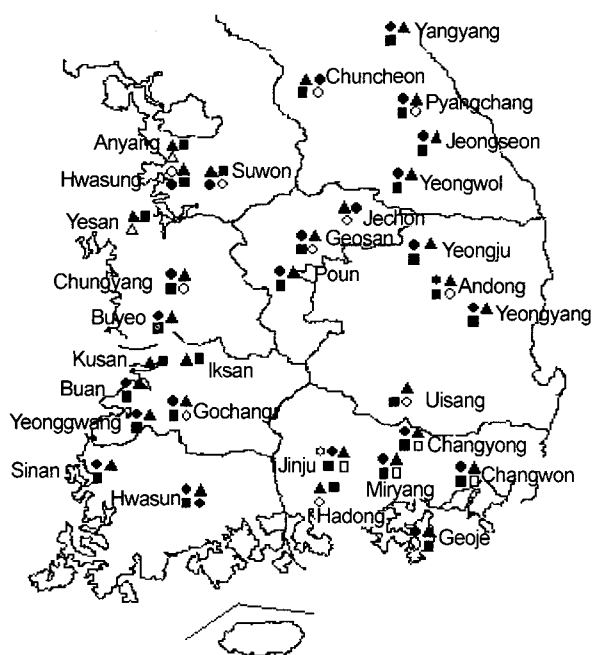 Yangyang
Chuncheon
Pyangchang
Anyang
Jeongseon
Hwasung
Suwon
Yeongwol
Yesan
Jechon
Geosan
Yeongju
Chungyang
Poun
Andong
Buyeo
Yeongyang
Kusan
Iksan
Buan
Uisang
Yeonggwang
Gochang
Changyong
Sinan
Jinju
Changwon
Hwasun
Miryang
Hadong
Geoje